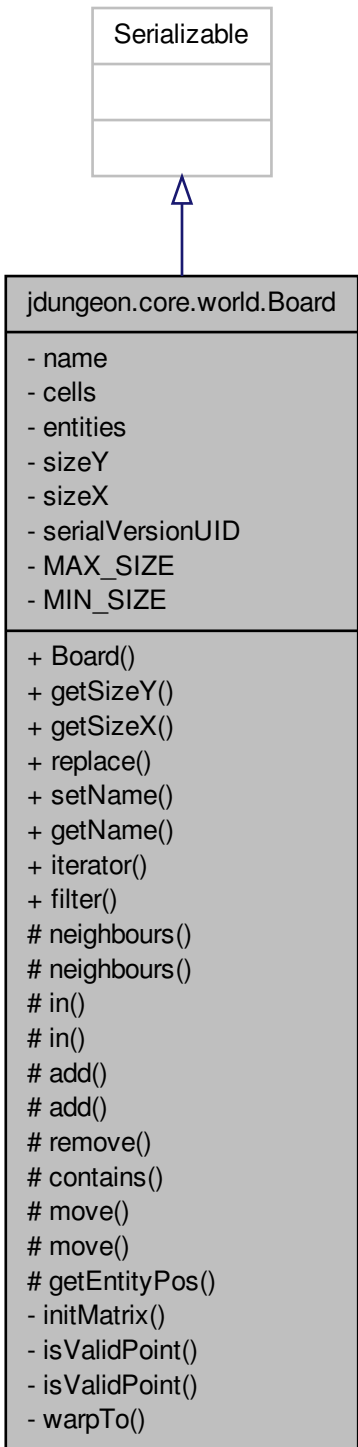 Serializable
jdungeon.core.world.Board
- name
- cells
- entities
- sizeY
- sizeX
- serialVersionUID
- MAX_SIZE
- MIN_SIZE
+ Board()
+ getSizeY()
+ getSizeX()
+ replace()
+ setName()
+ getName()
+ iterator()
+ filter()
# neighbours()
# neighbours()
# in()
# in()
# add()
# add()
# remove()
# contains()
# move()
# move()
# getEntityPos()
- initMatrix()
- isValidPoint()
- isValidPoint()
- warpTo()